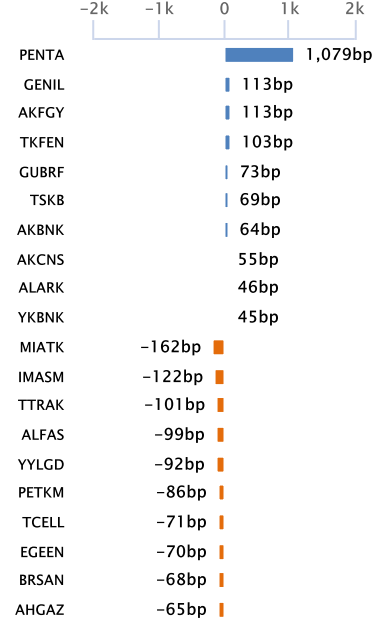 −2k −1k 0 1k 2k
PENTA 1,079bp
GENIL 113bp
AKFGY 113bp
TKFEN 103bp
GUBRF 73bp
TSKB 69bp
AKBNK 64bp
AKCNS 55bp
ALARK 46bp
YKBNK 45bp
MIATK −162bp
IMASM −122bp
TTRAK −101bp
ALFAS −99bp
YYLGD −92bp
PETKM −86bp
TCELL −71bp
EGEEN −70bp
BRSAN −68bp
AHGAZ −65bp